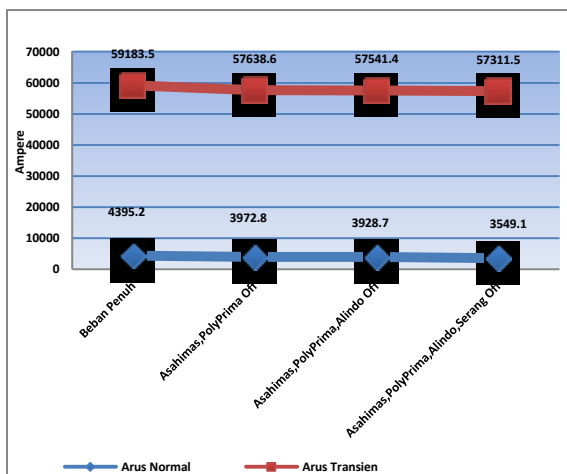 70000
60000
50000
40000
30000
20000
10000
0
Ampere
59183.5 57638.6 57541.4 57311.5
4395.2 3972.8 3928.7 3549.1
Beban Penuh
Asahimas,PolyPrima Off
Asahimas,PolyPrima,Alindo Off
Asahimas,PolyPrima,Alindo,Serang Off
Arus Normal Arus Transien